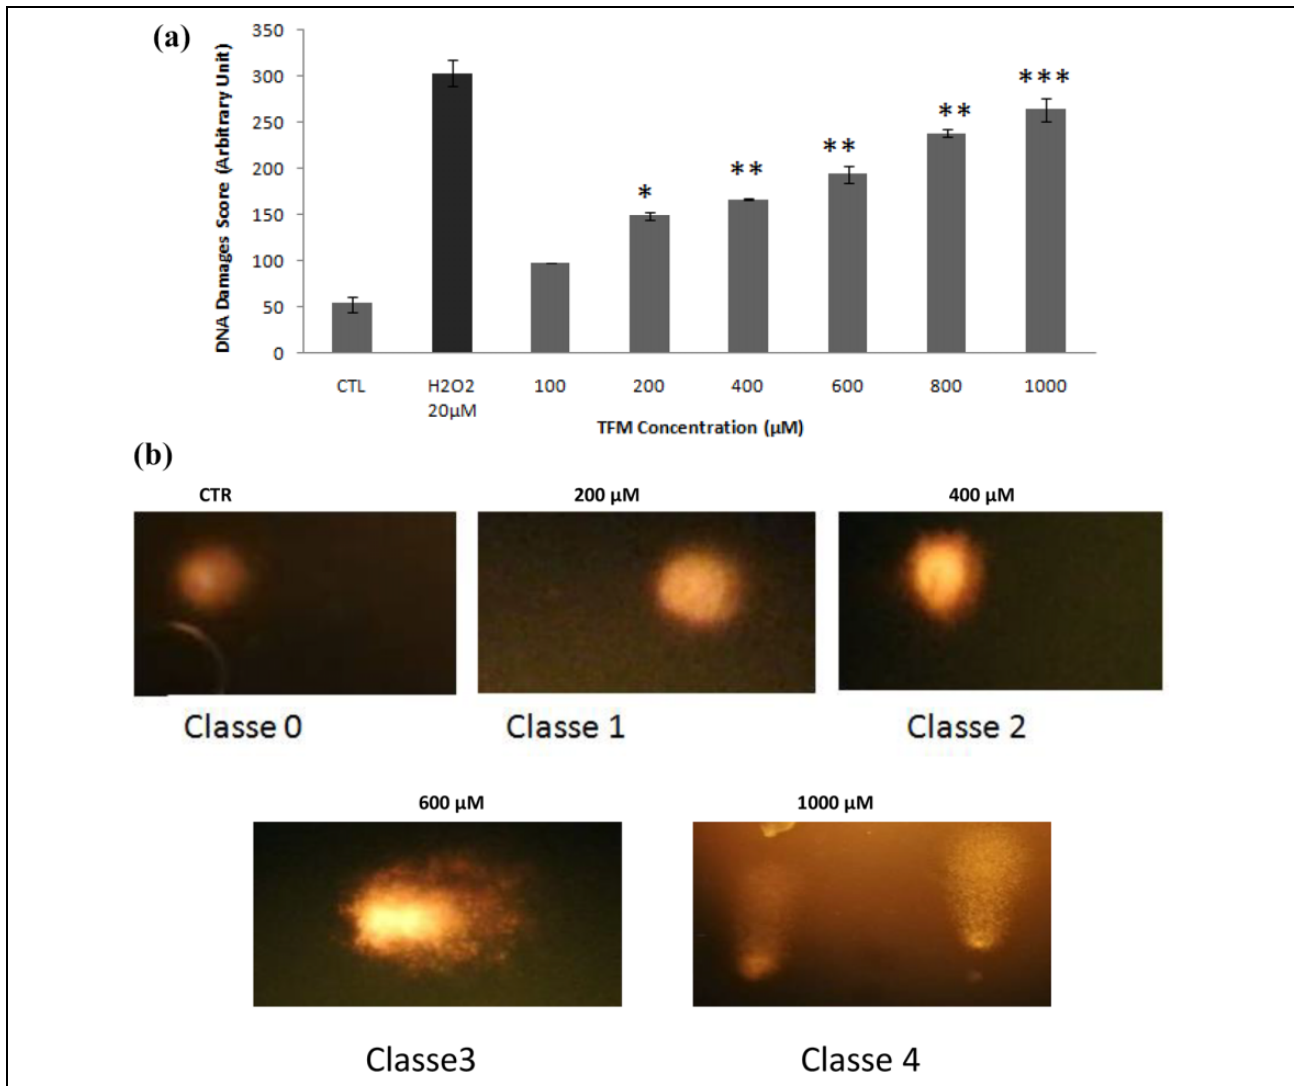 (a)
DNA Damages Score (Arbitrary Unit)
350
300
250
200
150
100
50
0
*
**
**
**
***
CTL
H2O2
20µM
100
200
400
600
800
1000
TFM Concentration (µM)
(b)
CTR
200 µM
400 µM
Classe 0
Classe 1
Classe 2
600 µM
1000 µM
Classe3
Classe 4